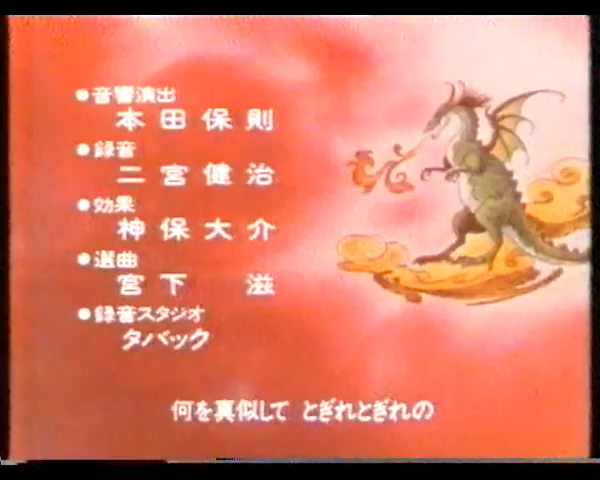 ●音響演出
本田保則
●録音
二宮健治
●効果
神保大介
●選曲
宮下 滋
●録音スタジオ
タバック
何を真似して とぎれとぎれの